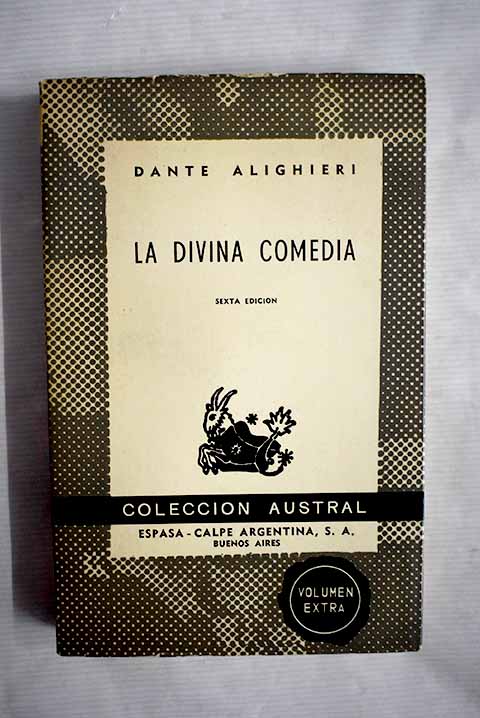 DANTE ALIGHIERI
LA DIVINA COMEDIA
SEXTA EDICION
COLECCION AUSTRAL
ESPASA - CALPE ARGENTINA, S. A.
BUENOS AIRES
VOLUMEN
EXTRA